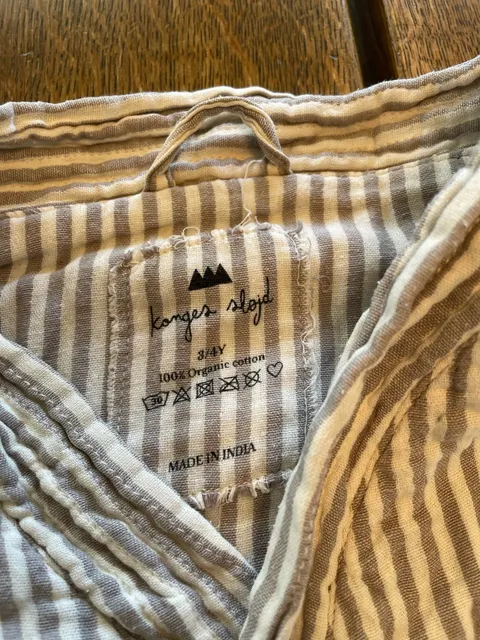 konges sløjd
3/4Y
100% Organic cotton
30
MADE IN INDIA